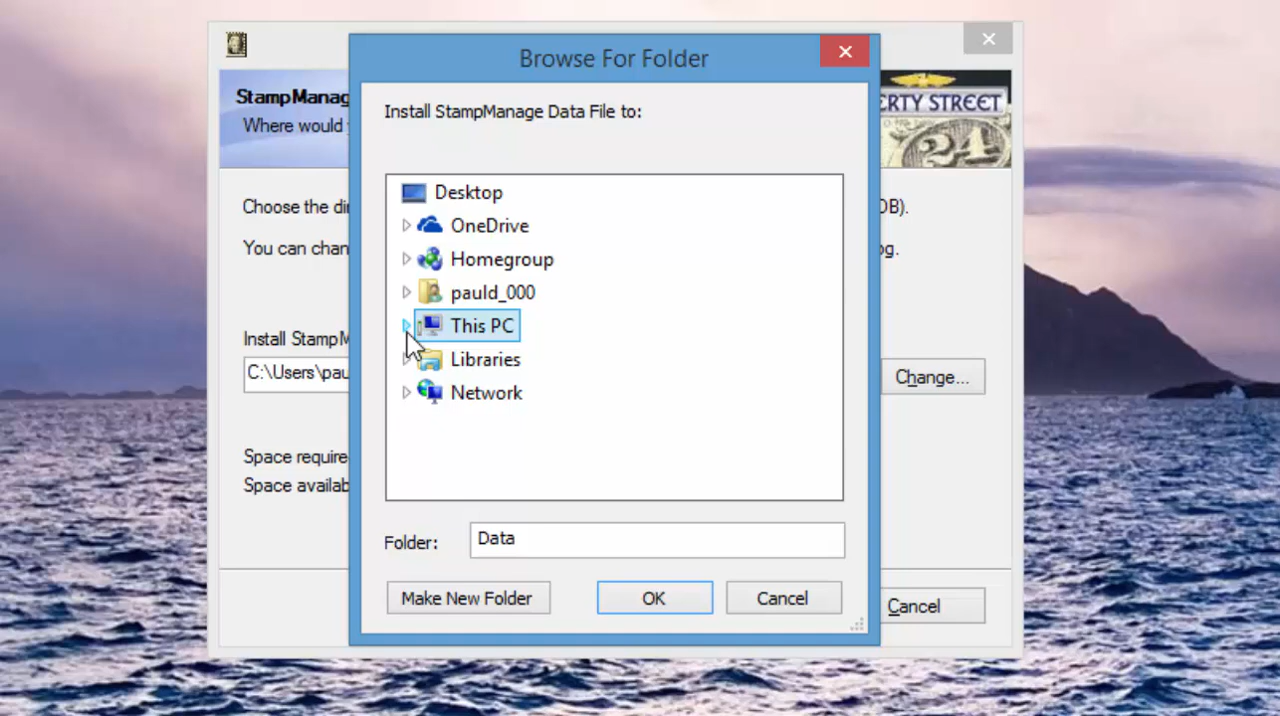 Browse For Folder
StampManag
Where would y
ERTY STREET
24
Install StampManage Data File to:
Choose the di
DB).
You can chan
og.
Desktop
OneDrive
Homegroup
pauld_000
This PC
Libraries
Network
Install StampM
C:\Users\pau
Change...
Space require
Space availab
Folder:
Data
Make New Folder
OK
Cancel
Cancel